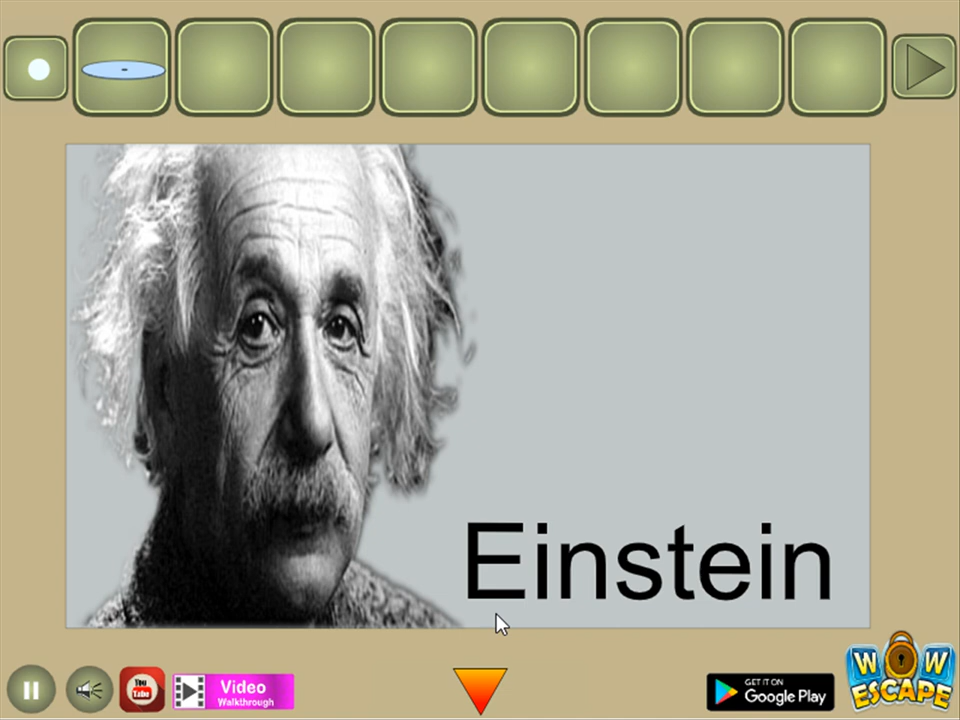 Einstein
You
Tube
Video
Walkthrough
GET IT ON
Google Play
WOW
ESCAPE